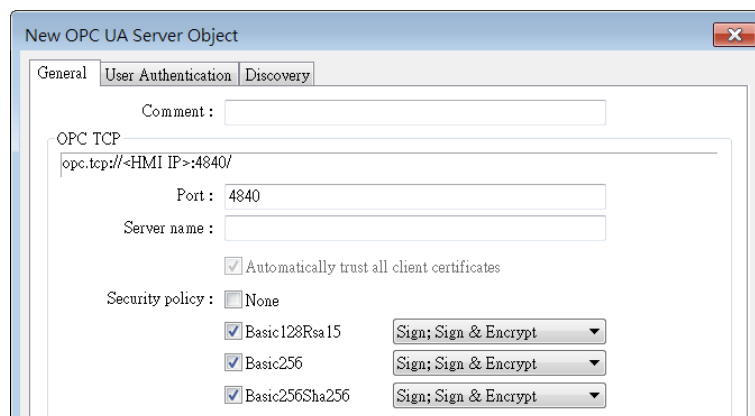 New OPC UA Server Object
General User Authentication Discovery
Comment :
OPC TCP
opc.tcp://<HMI IP>:4840/
Port : 4840
Server name :
Automatically trust all client certificates
Security policy : None
Basic128Rsa15 Sign; Sign & Encrypt
Basic256 Sign; Sign & Encrypt
Basic256Sha256 Sign; Sign & Encrypt